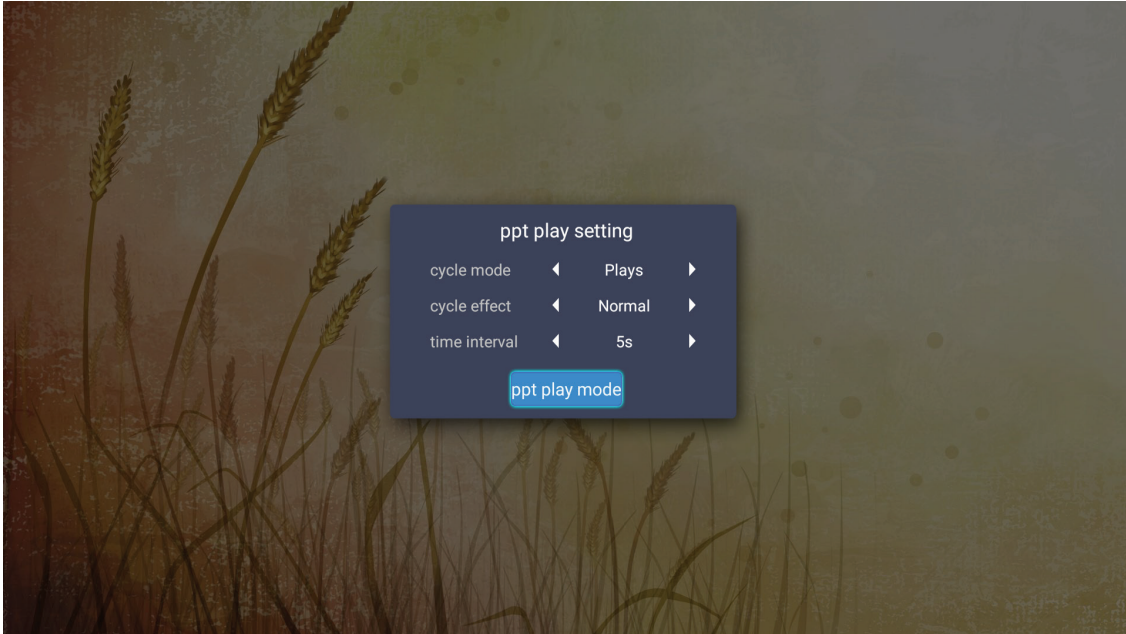 ppt play setting
cycle mode Plays
cycle effect Normal
time interval 5s
ppt play mode